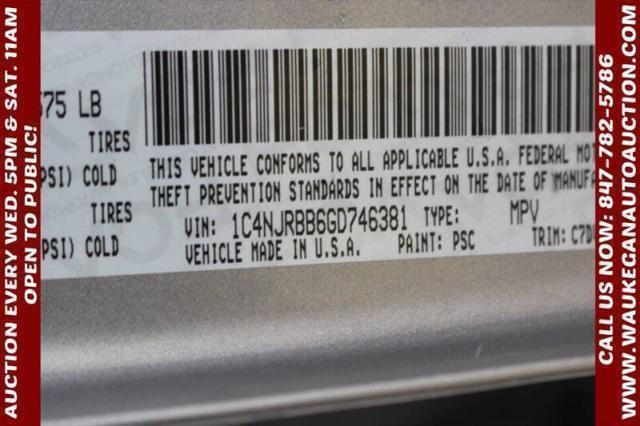 AUCTION EVERY WED. 5PM & SAT. 11AM
OPEN TO PUBLIC!
575 LB
TIRES
PSI) COLD
TIRES
PSI) COLD
THIS VEHICLE CONFORMS TO ALL APPLICABLE U.S.A. FEDERAL MOT
THEFT PREVENTION STANDARDS IN EFFECT ON THE DATE OF MANUFA
VIN: 1C4NJRBB6GD746381 TYPE: MPV
VEHICLE MADE IN U.S.A. PAINT: PSC TRIM: C7D
CALL US NOW: 847-782-5786
WWW.WAUKEGANAUTOAUCTION.COM